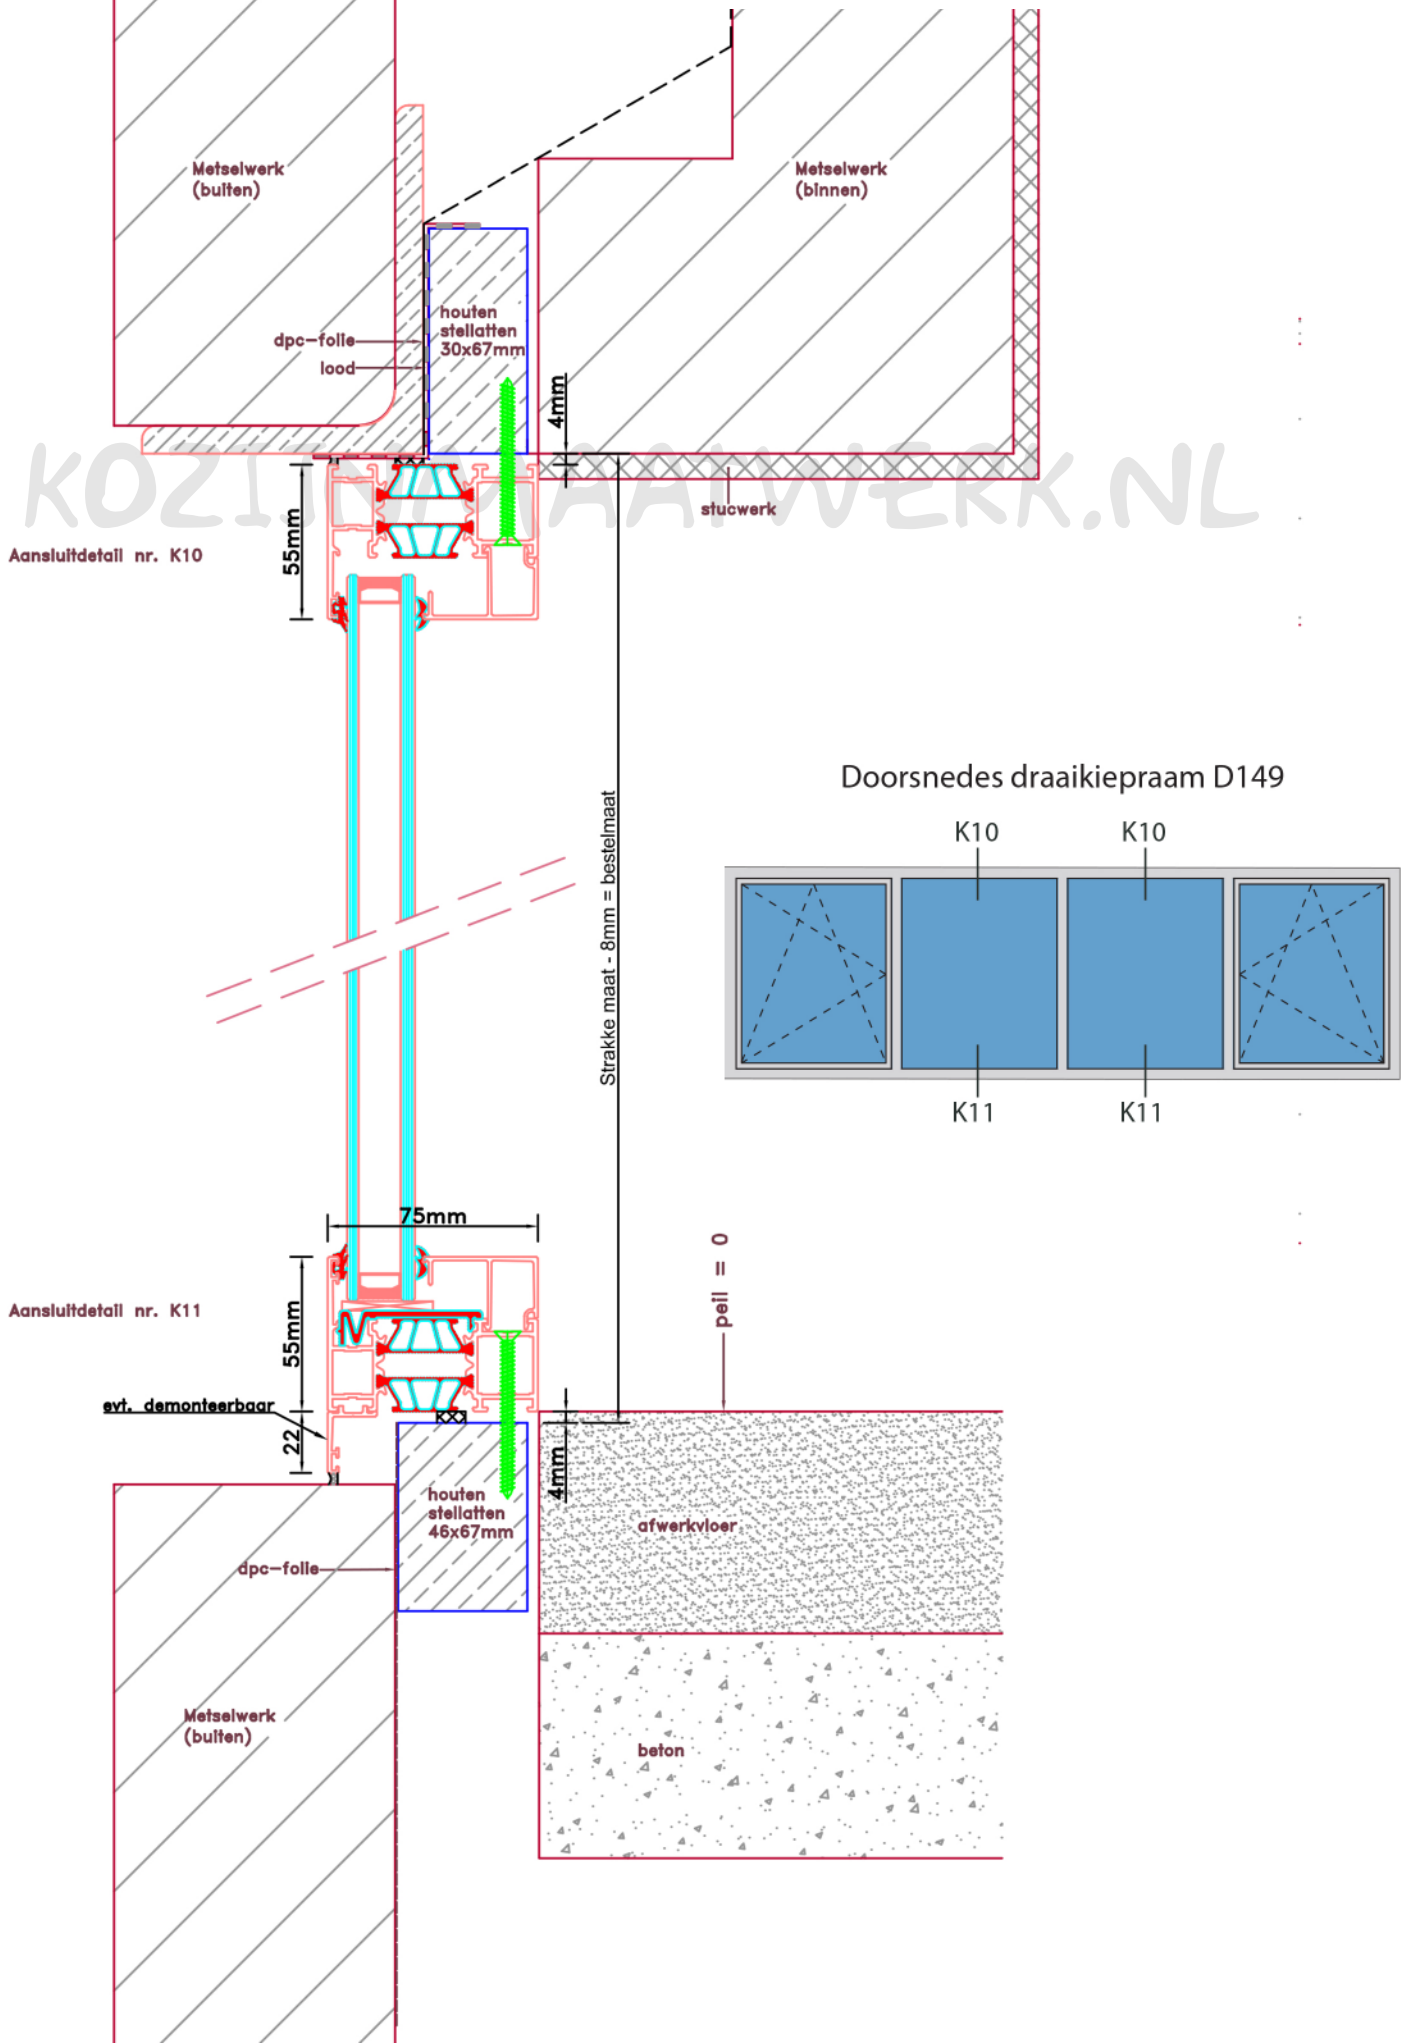 Metselwerk
(buiten)
Metselwerk
(binnen)
houten
stellatten
30x67mm
dpc-folie
lood
4mm
KOZIJNMAATWERK.NL
stucwerk
55mm
Aansluitdetail nr. K10
Strakke maat - 8mm = bestelmaat
Doorsnedes draaikiepraam D149
K10
K10
K11
K11
75mm
peil = 0
Aansluitdetail nr. K11
55mm
evt. demonteerbaar
22
4mm
houten
stellatten
46x67mm
afwerkvloer
dpc-folie
Metselwerk
(buiten)
beton